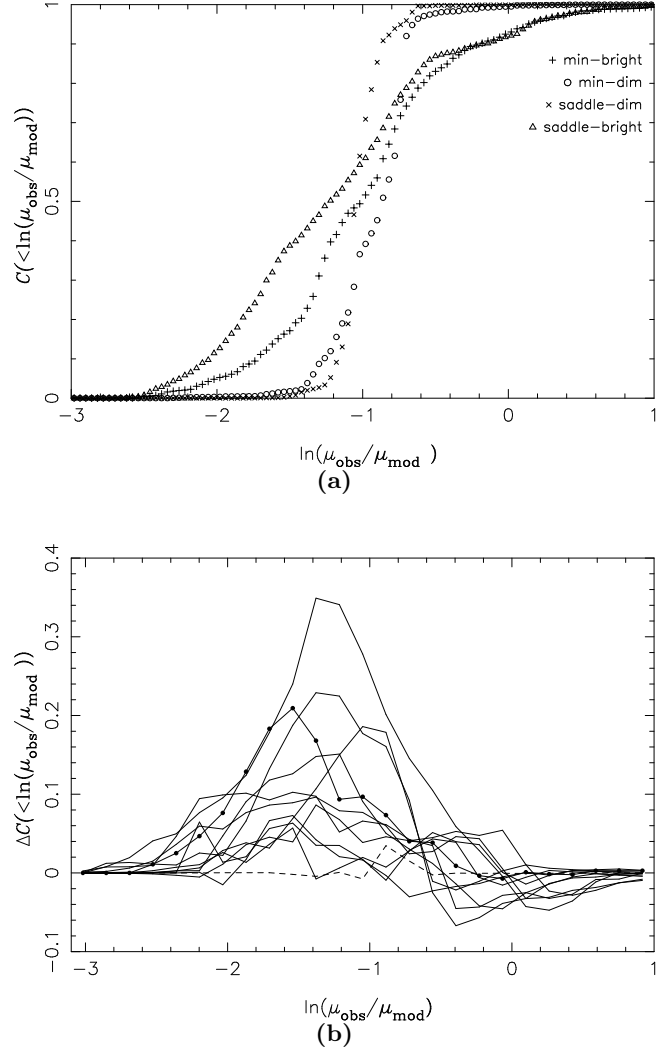 1
0.5
0
C(<ln(μobs/μmod))
+ min−bright
○ min−dim
× saddle−dim
△ saddle−bright
−3 −2 −1 0 1
ln(μobs/μmod )
(a)
0.4
0.3
0.2
0.1
0
−0.1
ΔC(<ln(μobs/μmod ))
−3 −2 −1 0 1
ln(μobs/μmod)
(b)